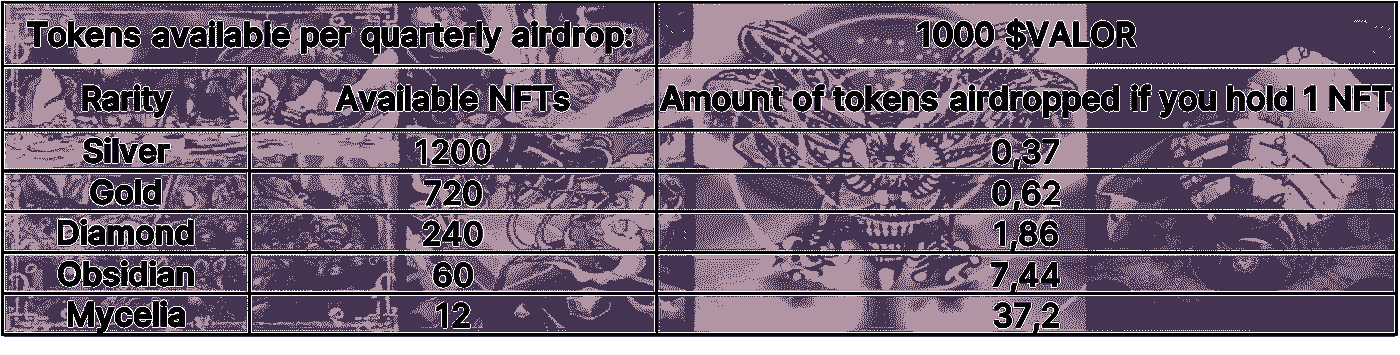 Tokens available per quarterly airdrop: 1000 $VALOR
Rarity Available NFTs Amount of tokens airdropped if you hold 1 NFT
Silver 1200 0,37
Gold 720 0,62
Diamond 240 1,86
Obsidian 60 7,44
Mycelia 12 37,2